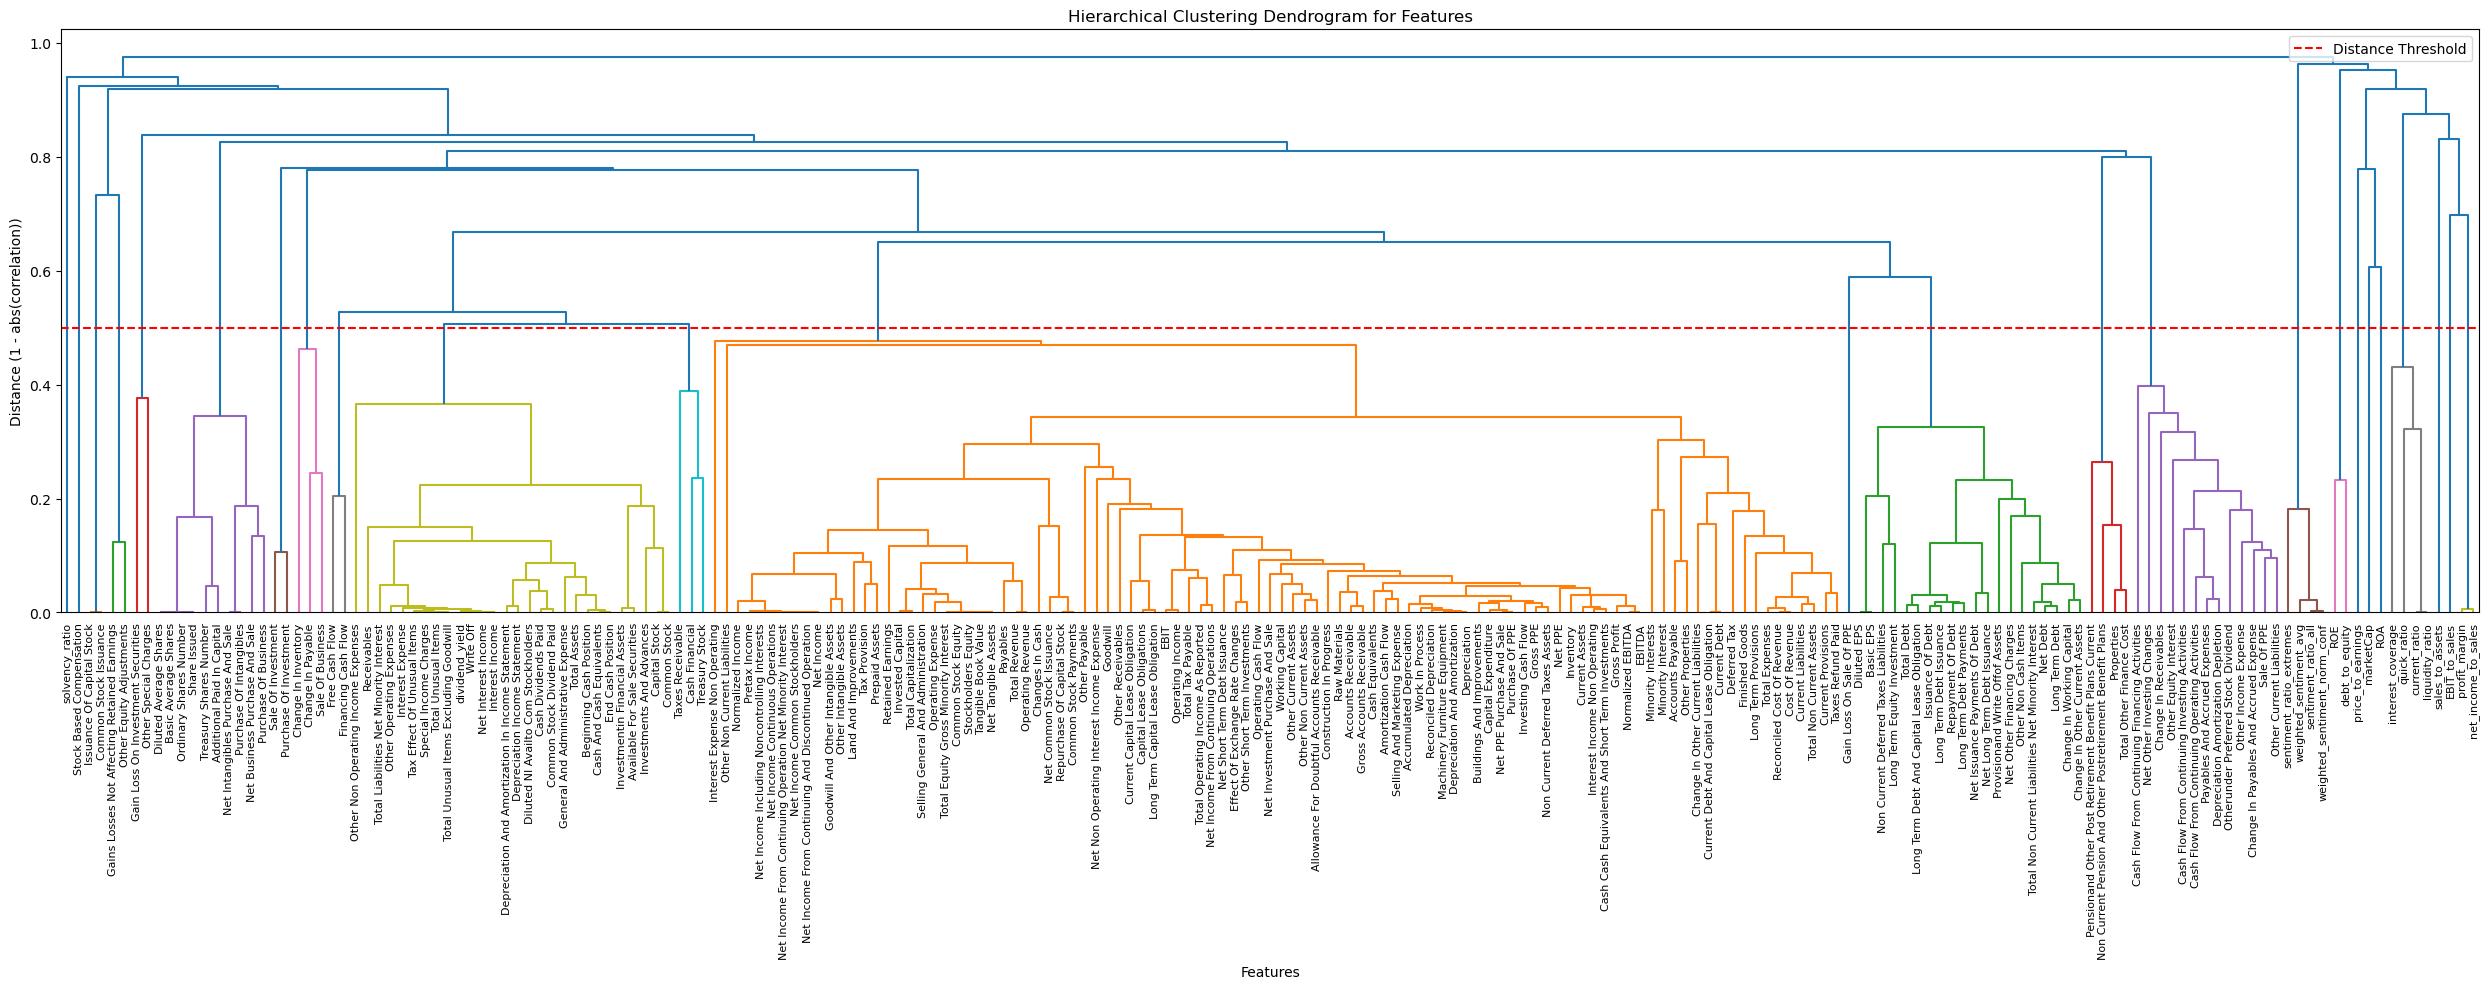 Hierarchical Clustering Dendrogram for Features
Distance Threshold
Distance (1 - abs(correlation))
1.0
0.8
0.6
0.4
0.2
0.0
solvency_ratio
Stock Based Compensation
Issuance Of Capital Stock
Common Stock Issuance
Gains Losses Not Affecting Retained Earnings
Other Equity Adjustments
Gain Loss On Investment Securities
Other Special Charges
Diluted Average Shares
Basic Average Shares
Ordinary Shares Number
Share Issued
Treasury Shares Number
Additional Paid In Capital
Net Intangibles Purchase And Sale
Purchase Of Intangibles
Net Business Purchase And Sale
Purchase Of Business
Sale Of Investment
Purchase Of Investment
Change In Inventory
Change In Payable
Sale Of Business
Free Cash Flow
Financing Cash Flow
Other Non Operating Income Expenses
Receivables
Total Liabilities Net Minority Interest
Other Operating Expenses
Interest Expense
Tax Effect Of Unusual Items
Special Income Charges
Total Unusual Items
Total Unusual Items Excluding Goodwill
dividend_yield
Write Off
Net Interest Income
Interest Income
Depreciation And Amortization In Income Statement
Depreciation Income Statement
Diluted NI Availto Com Stockholders
Cash Dividends Paid
Common Stock Dividend Paid
General And Administrative Expense
Total Assets
Begining Cash Position
Cash And Cash Equivalents
End Cash Position
Investmentin Financial Assets
Available For Sale Securities
Investments And Advances
Capital Stock
Common Stock
Taxes Receivable
Cash Financial
Treasury Stock
Interest Expense Non Operating
Other Non Current Liabilities
Normalized Income
Pretax Income
Net Income Including Noncontrolling Interests
Net Income Continuous Operations
Net Income From Continuing Operation Net Minority Interest
Net Income Common Stockholders
Net Income From Continuing And Discontinued Operation
Net Income
Goodwill And Other Intangible Assets
Other Intangible Assets
Land And Improvements
Tax Provision
Prepaid Assets
Retained Earnings
Invested Capital
Total Capitalization
Selling General And Administration
Operating Expense
Total Equity Gross Minority Interest
Common Stock Equity
Stockholders Equity
Tangible Book Value
Net Tangible Assets
Payables
Total Revenue
Operating Revenue
Changes In Cash
Net Common Stock Issuance
Repurchase Of Capital Stock
Common Stock Payments
Other Payable
Net Non Operating Interest Income Expense
Goodwill
Other Receivables
Current Capital Lease Obligation
Capital Lease Obligations
Long Term Capital Lease Obligation
EBIT
Operating Income
Total Tax Payable
Total Operating Income As Reported
Net Income From Continuing Operations
Net Short Term Debt Issuance
Effect Of Exchange Rate Changes
Other Short Term Investments
Operating Cash Flow
Net Investment Purchase And Sale
Working Capital
Other Current Assets
Other Non Current Assets
Allowance For Doubtful Accounts Receivable
Construction In Progress
Raw Materials
Accounts Receivable
Gross Accounts Receivable
Cash Equivalents
Amortization Cash Flow
Selling And Marketing Expense
Accumulated Depreciation
Work In Process
Reconciled Depreciation
Machinery Furniture Equipment
Depreciation And Amortization
Depreciation
Buildings And Improvements
Capital Expenditure
Net PPE Purchase And Sale
Purchase Of PPE
Investing Cash Flow
Gross PPE
Non Current Deferred Taxes Assets
Net PPE
Inventory
Current Assets
Interest Income Non Operating
Cash Cash Equivalents And Short Term Investments
Gross Profit
Normalized EBITDA
EBITDA
Minority Interests
Minority Interest
Accounts Payable
Other Properties
Change In Other Current Liabilities
Current Debt And Capital Lease Obligation
Current Debt
Deferred Tax
Finished Goods
Long Term Provisions
Total Expenses
Reconciled Cost Of Revenue
Cost Of Revenue
Current Liabilities
Total Non Current Assets
Current Provisions
Taxes Refund Paid
Gain Loss On Sale Of PPE
Diluted EPS
Basic EPS
Non Current Deferred Taxes Liabilities
Long Term Equity Investment
Total Debt
Long Term Debt And Capital Lease Obligation
Issuance Of Debt
Long Term Debt Issuance
Repayment Of Debt
Long Term Debt Payments
Net Issuance Payments Of Debt
Net Long Term Debt Issuance
Provisionand Write Offof Assets
Net Other Financing Charges
Other Non Cash Items
Total Non Current Liabilities Net Minority Interest
Net Debt
Long Term Debt
Change In Working Capital
Change In Other Current Assets
Pensionand Other Post Retirement Benefit Plans Current
Non Current Pension And Other Postretirement Benefit Plans
Properties
Total Other Finance Cost
Cash Flow From Continuing Financing Activities
Net Other Investing Changes
Change In Receivables
Other Equity Interest
Cash Flow From Continuing Investing Activities
Cash Flow From Continuing Operating Activities
Payables And Accrued Expenses
Depreciation Amortization Depletion
Otherunder Preferred Stock Dividend
Other Income Expense
Change In Payables And Accrued Expense
Sale Of PPE
Other Current Liabilities
sentiment_ratio_extremes
weighted_sentiment_avg
sentiment_ratio_all
weighted_sentiment_norm_conf
ROE
debt_to_equity
price_to_earnings
marketCap
ROA
interest_coverage
quick_ratio
current_ratio
liquidity_ratio
sales_to_assets
EBIT_to_sales
profit_margin
net_income_to_sales
Features